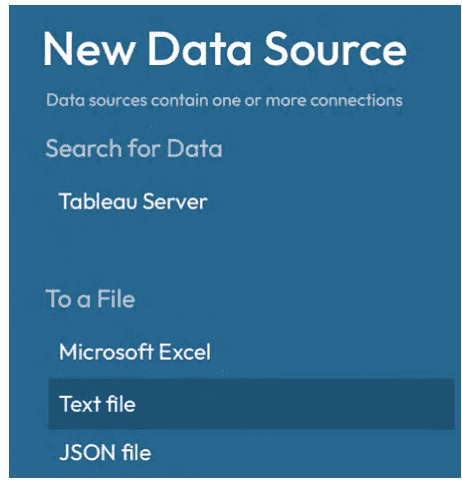 New Data Source
Data sources contain one or more connections
Search for Data
Tableau Server
To a File
Microsoft Excel
Text file
JSON file